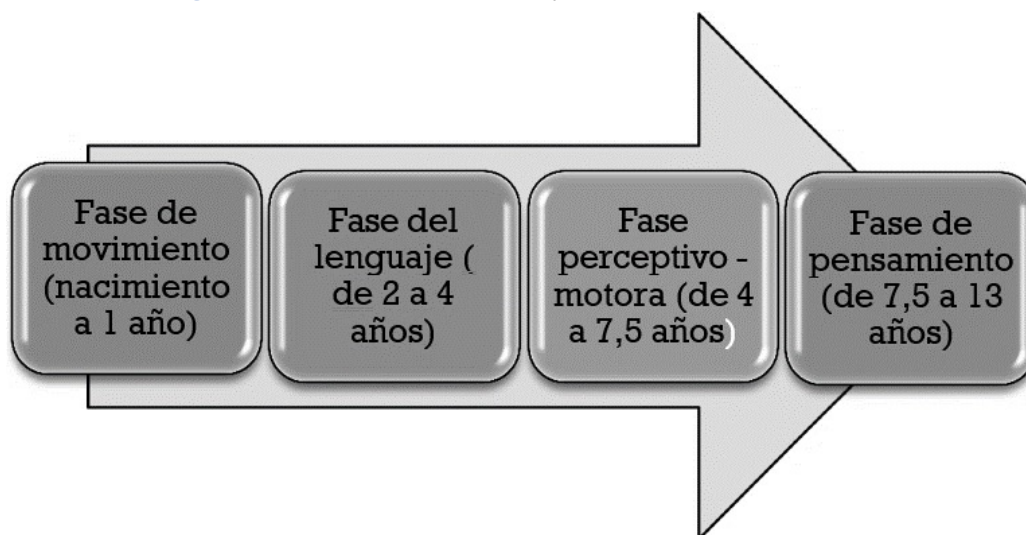 Fase de
movimiento
(nacimiento
a 1 año)
Fase del
lenguaje (
de 2 a 4
años)
Fase
perceptivo -
motora (de 4
a 7,5 años)
Fase de
pensamiento
(de 7,5 a 13
años)